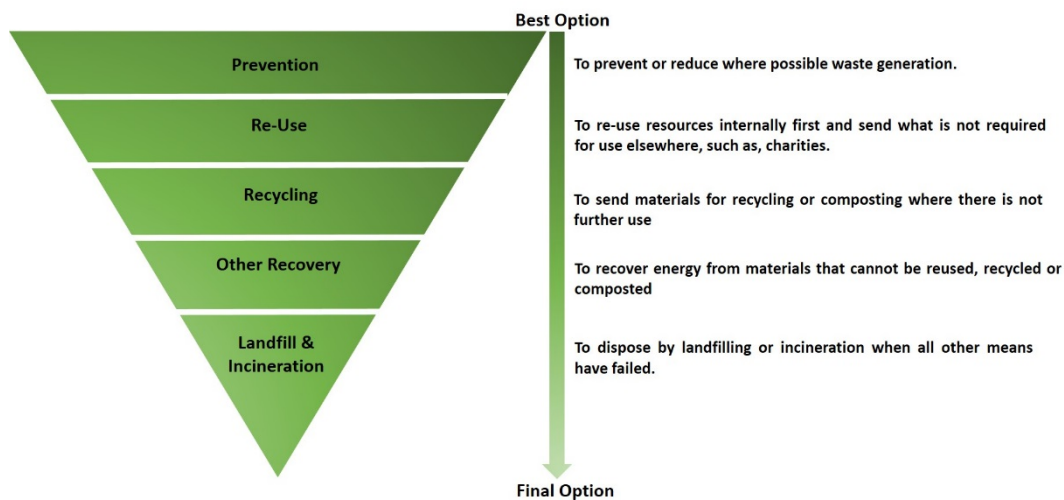 Best Option
Prevention
To prevent or reduce where possible waste generation.
Re-Use
To re-use resources internally first and send what is not required
for use elsewhere, such as, charities.
Recycling
To send materials for recycling or composting where there is not
further use
Other Recovery
To recover energy from materials that cannot be reused, recycled or
composted
Landfill &
Incineration
To dispose by landfilling or incineration when all other means
have failed.
Final Option